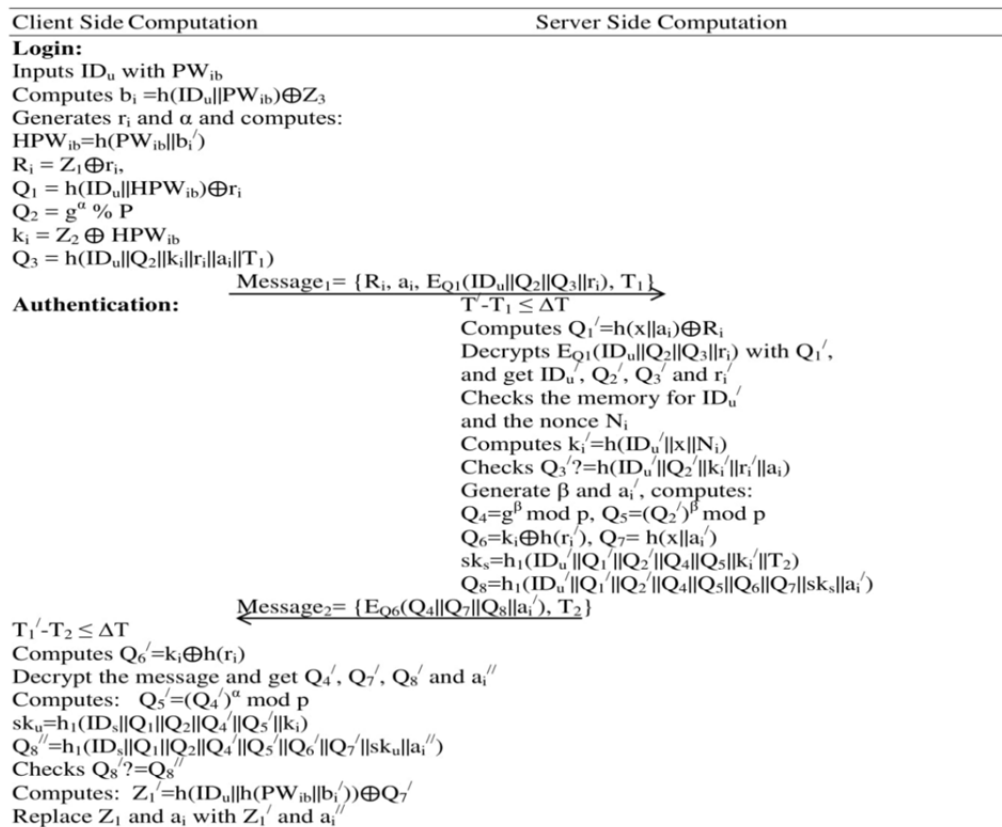 Client Side Computation Server Side Computation
Login:
Inputs IDᵤ with PWᵢb
Computes bᵢ =h(IDᵤ||PWᵢb)⊕Z₃
Generates rᵢ and α and computes:
HPWᵢb=h(PWᵢb||bᵢ/)
Rᵢ = Z₁⊕rᵢ,
Q₁ = h(IDᵤ||HPWᵢb)⊕rᵢ
Q₂ = g^α % P
kᵢ = Z₂ ⊕ HPWᵢb
Q₃ = h(IDᵤ||Q₂||kᵢ||rᵢ||aᵢ||T₁)
Message₁= {Rᵢ, aᵢ, E_Q1(IDᵤ||Q₂||Q₃||rᵢ), T₁}
Authentication:
T/-T₁ ≤ ΔT
Computes Q₁/=h(x||aᵢ)⊕Rᵢ
Decrypts E_Q1(IDᵤ||Q₂||Q₃||rᵢ) with Q₁/,
and get IDᵤ/, Q₂/, Q₃/ and rᵢ/
Checks the memory for IDᵤ/
and the nonce Nᵢ
Computes kᵢ/=h(IDᵤ/||x||Nᵢ)
Checks Q₃/?=h(IDᵤ/||Q₂/||kᵢ/||rᵢ/||aᵢ)
Generate β and aᵢ/, computes:
Q₄=g^β mod p, Q₅=(Q₂/)^β mod p
Q₆=kᵢ⊕h(rᵢ/), Q₇= h(x||aᵢ/)
skₛ=h₁(IDᵤ/||Q₁/||Q₂/||Q₄||Q₅||kᵢ/||T₂)
Q₈=h₁(IDᵤ/||Q₁/||Q₂/||Q₄||Q₅||Q₆||Q₇||skₛ||aᵢ/)
Message₂= {E_Q6(Q₄||Q₇||Q₈||aᵢ/), T₂}
T₁/-T₂ ≤ ΔT
Computes Q₆/=kᵢ⊕h(rᵢ)
Decrypt the message and get Q₄/, Q₇/, Q₈/ and aᵢ//
Computes: Q₅/=(Q₄/)^α mod p
skᵤ=h₁(IDₛ||Q₁||Q₂||Q₄/||Q₅/||kᵢ)
Q₈//=h₁(IDₛ||Q₁||Q₂||Q₄/||Q₅/||Q₆/||Q₇/||skᵤ||aᵢ//)
Checks Q₈/?=Q₈//
Computes: Z₁/=h(IDᵤ||h(PWᵢb||bᵢ/))⊕Q₇/
Replace Z₁ and aᵢ with Z₁/ and aᵢ//